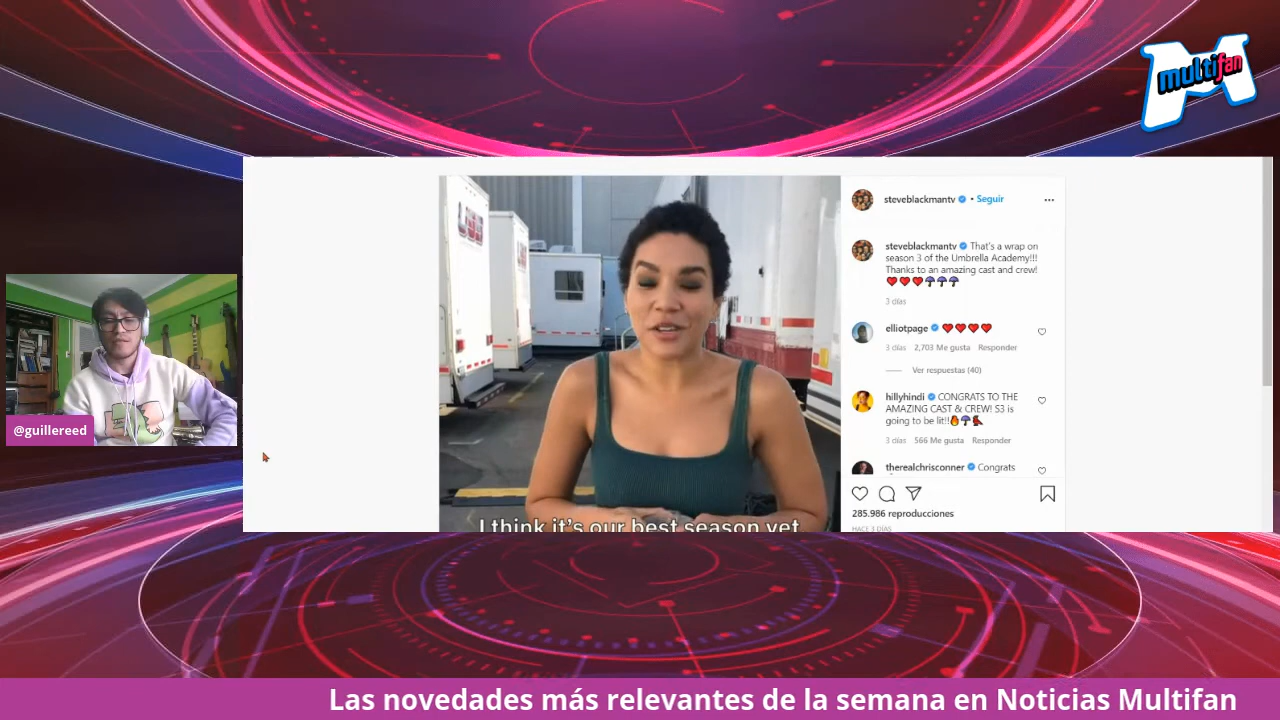 multifan
steveblackmantv • Seguir
steveblackmantv That's a wrap on
season 3 of the Umbrella Academy!!!
Thanks to an amazing cast and crew!
❤️❤️❤️☂️☂️☂️
3 días
elliotpage ❤️❤️❤️❤️
3 días 2,703 Me gusta Responder
Ver respuestas (40)
hillyhindi CONGRATS TO THE
AMAZING CAST & CREW! S3 is
going to be lit!!🔥☂️💃
3 días 566 Me gusta Responder
therealchrisconner Congrats
285.986 reproducciones
HACE 3 DÍAS
I think it's our best season yet
@guillereed
Las novedades más relevantes de la semana en Noticias Multifan